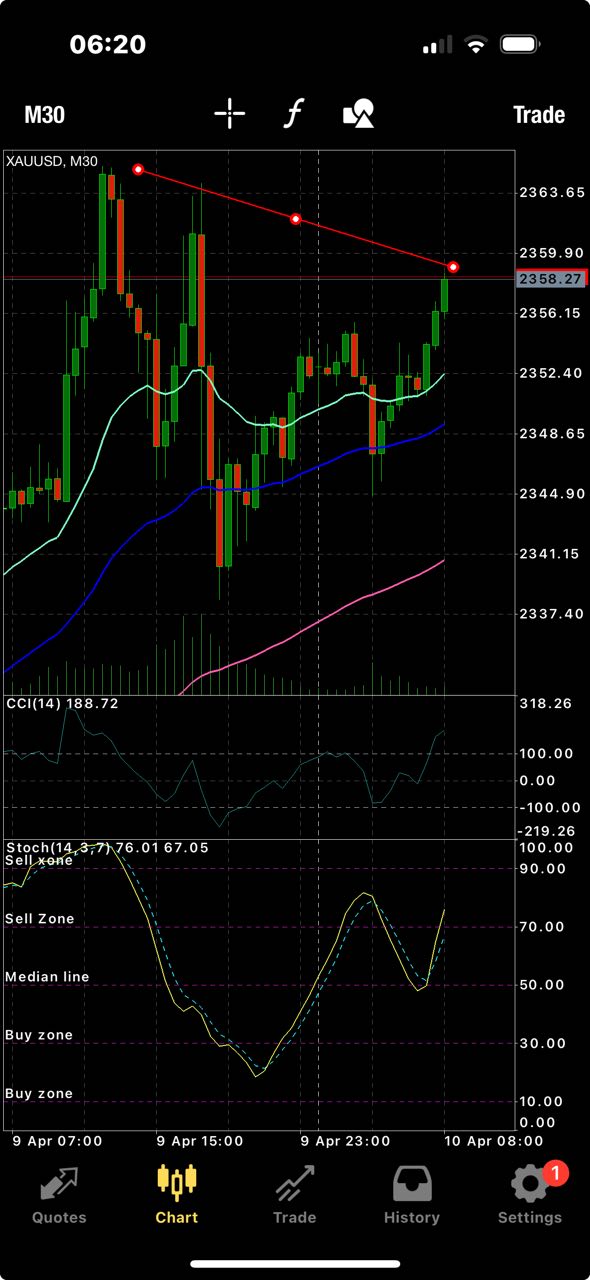 06:20
M30
f
Trade
XAUUSD, M30
2363.65
2359.90
2358.27
2356.15
2352.40
2348.65
2344.90
2341.15
2337.40
CCI(14) 188.72
318.26
100.00
0.00
-100.00
-219.26
Stoch(14,3,7) 76.01 67.05
100.00
Sell xone
90.00
Sell Zone
70.00
Median line
50.00
Buy zone
30.00
Buy zone
10.00
0.00
9 Apr 07:00
9 Apr 15:00
9 Apr 23:00
10 Apr 08:00
1
Quotes
Chart
Trade
History
Settings